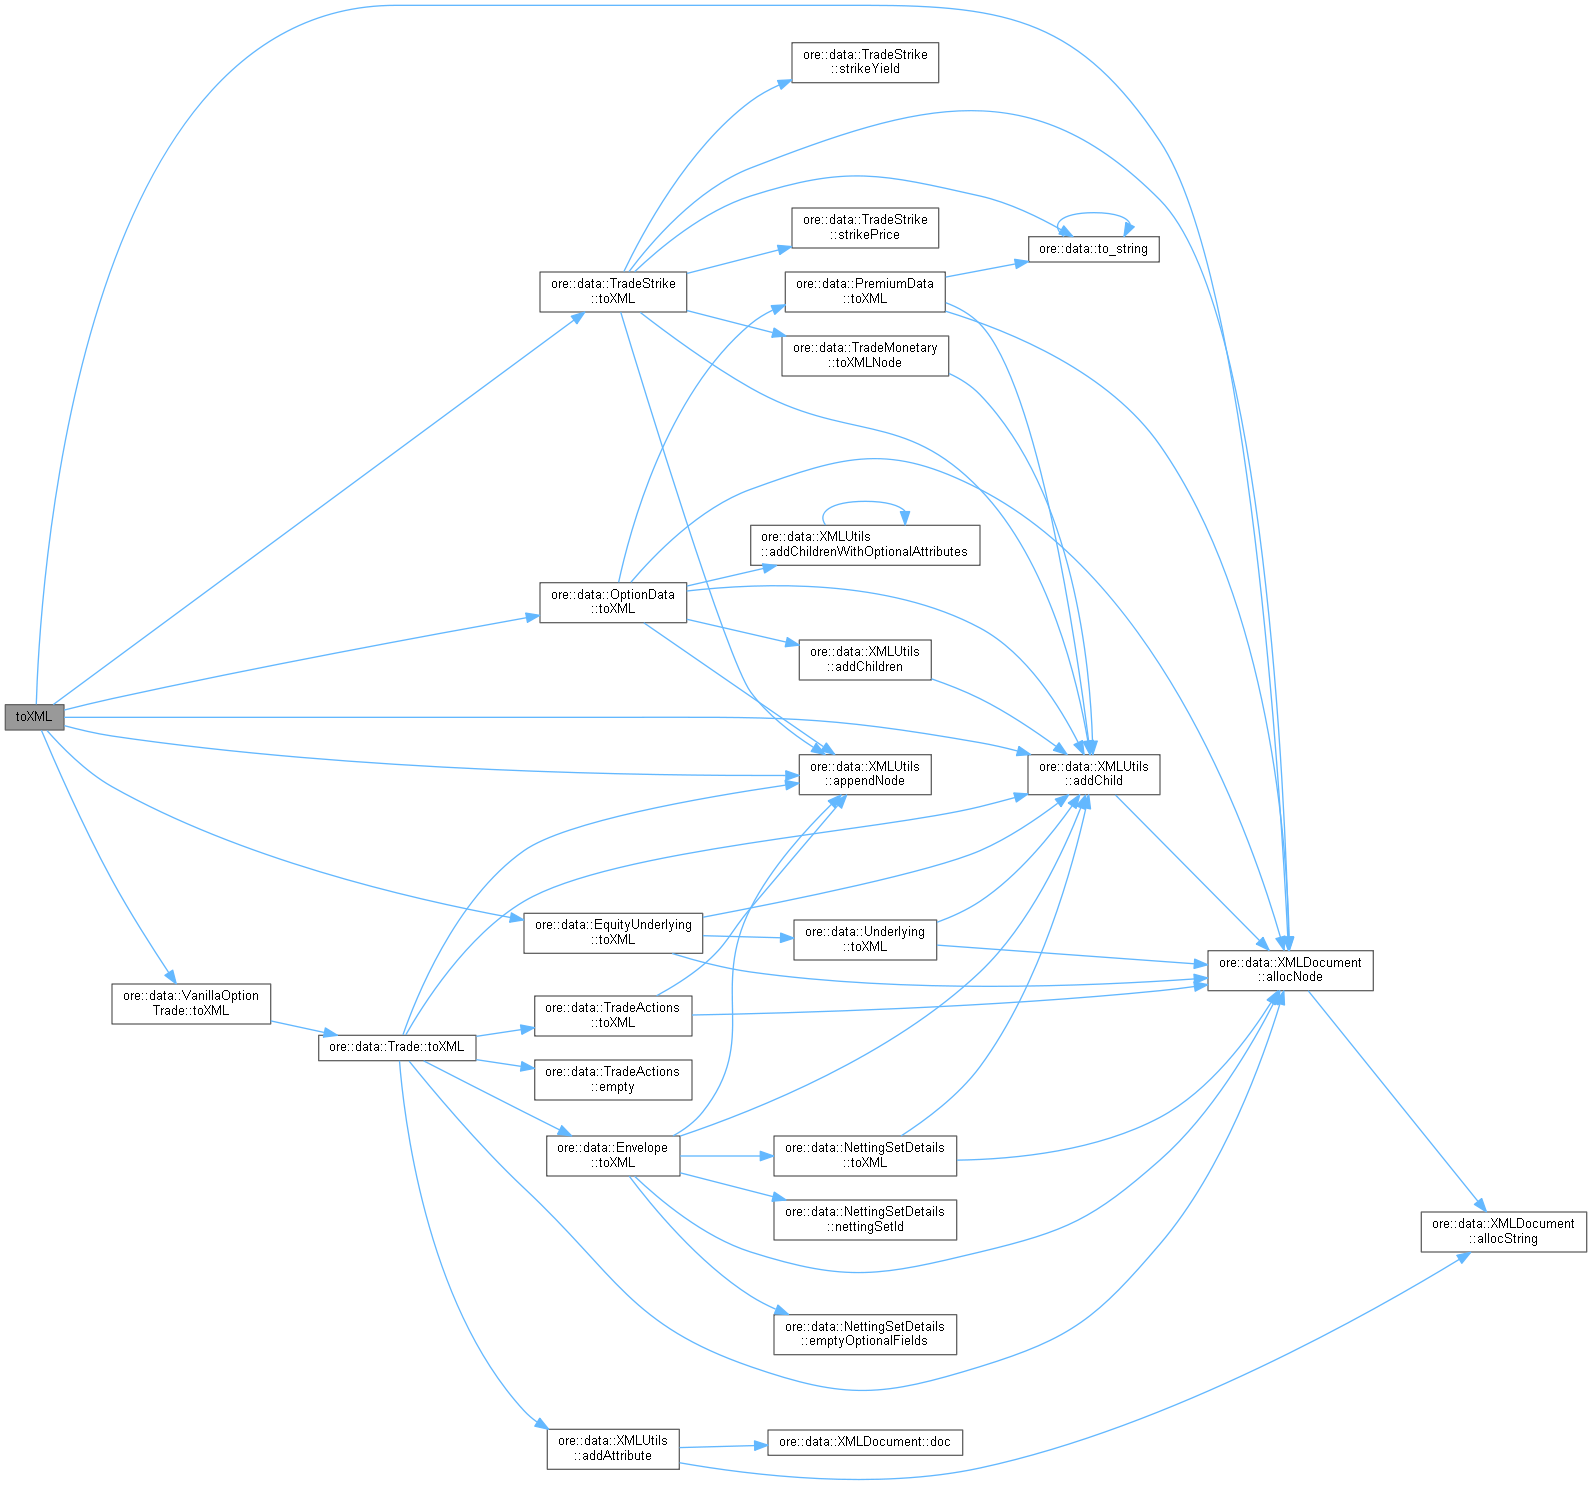 ore::data::TradeStrike
::strikeYield
ore::data::TradeStrike
::strikePrice
ore::data::to_string
ore::data::TradeStrike
::toXML
ore::data::PremiumData
::toXML
ore::data::TradeMonetary
::toXMLNode
ore::data::XMLUtils
::addChildrenWithOptionalAttributes
ore::data::OptionData
::toXML
ore::data::XMLUtils
::addChildren
toXML
ore::data::XMLUtils
::appendNode
ore::data::XMLUtils
::addChild
ore::data::EquityUnderlying
::toXML
ore::data::Underlying
::toXML
ore::data::XMLDocument
::allocNode
ore::data::VanillaOption
Trade::toXML
ore::data::TradeActions
::toXML
ore::data::Trade::toXML
ore::data::TradeActions
::empty
ore::data::Envelope
::toXML
ore::data::NettingSetDetails
::toXML
ore::data::NettingSetDetails
::nettingSetId
ore::data::XMLDocument
::allocString
ore::data::NettingSetDetails
::emptyOptionalFields
ore::data::XMLUtils
::addAttribute
ore::data::XMLDocument::doc